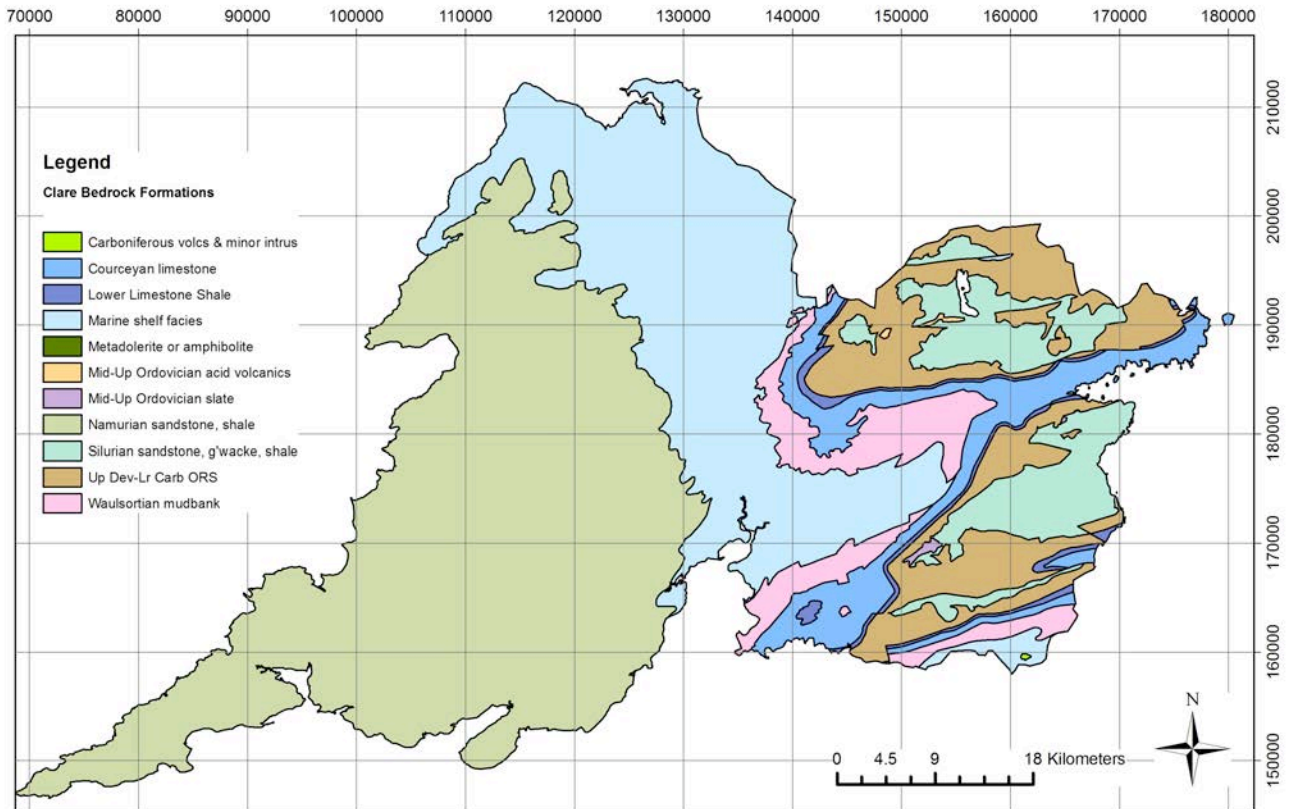 70000 80000 90000 100000 110000 120000 130000 140000 150000 160000 170000 180000
210000
200000
190000
180000
170000
160000
150000
Legend
Clare Bedrock Formations
Carboniferous volcs & minor intrus
Courceyan limestone
Lower Limestone Shale
Marine shelf facies
Metadolerite or amphibolite
Mid-Up Ordovician acid volcanics
Mid-Up Ordovician slate
Namurian sandstone, shale
Silurian sandstone, g'wacke, shale
Up Dev-Lr Carb ORS
Waulsortian mudbank
N
0 4.5 9 18 Kilometers